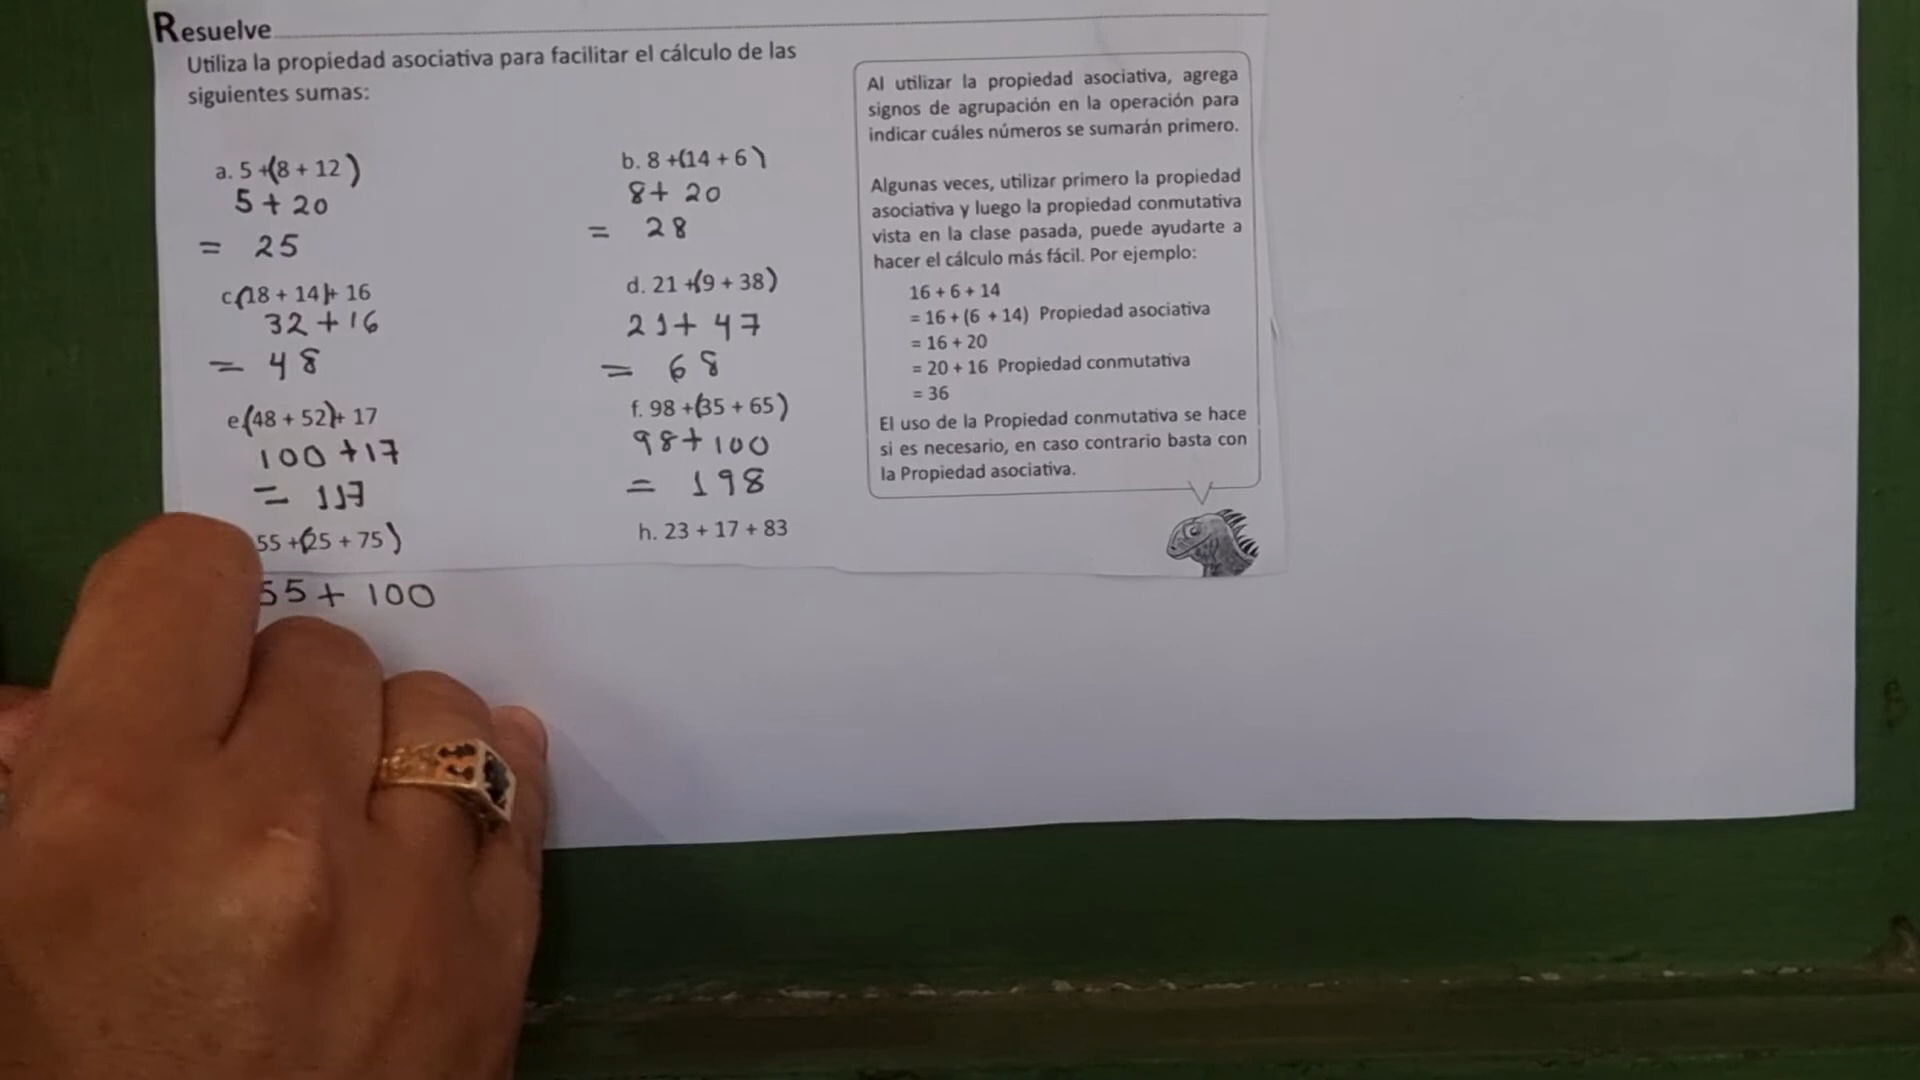 Resuelve
Utiliza la propiedad asociativa para facilitar el cálculo de las
siguientes sumas:
a. 5 +(8 + 12)
5 + 20
= 25
b. 8 +(14 + 6)
8 + 20
= 28
c.(18 + 14)+ 16
32 + 16
= 48
d. 21 +(9 + 38)
21 + 47
= 68
e.(48 + 52)+ 17
100 + 17
= 117
f. 98 +(35 + 65)
98 + 100
= 198
55 +(25 + 75)
55 + 100
h. 23 + 17 + 83
Al utilizar la propiedad asociativa, agrega
signos de agrupación en la operación para
indicar cuáles números se sumarán primero.
Algunas veces, utilizar primero la propiedad
asociativa y luego la propiedad conmutativa
vista en la clase pasada, puede ayudarte a
hacer el cálculo más fácil. Por ejemplo:
16 + 6 + 14
= 16 + (6 + 14) Propiedad asociativa
= 16 + 20
= 20 + 16 Propiedad conmutativa
= 36
El uso de la Propiedad conmutativa se hace
si es necesario, en caso contrario basta con
la Propiedad asociativa.